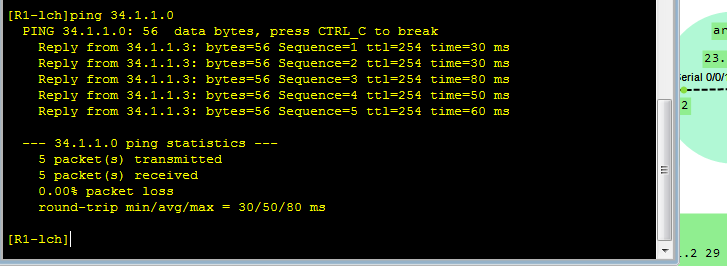 [R1-lch]ping 34.1.1.0
PING 34.1.1.0: 56 data bytes, press CTRL_C to break
Reply from 34.1.1.3: bytes=56 Sequence=1 ttl=254 time=30 ms
Reply from 34.1.1.3: bytes=56 Sequence=2 ttl=254 time=30 ms
Reply from 34.1.1.3: bytes=56 Sequence=3 ttl=254 time=80 ms
Reply from 34.1.1.3: bytes=56 Sequence=4 ttl=254 time=50 ms
Reply from 34.1.1.3: bytes=56 Sequence=5 ttl=254 time=60 ms
--- 34.1.1.0 ping statistics ---
5 packet(s) transmitted
5 packet(s) received
0.00% packet loss
round-trip min/avg/max = 30/50/80 ms
[R1-lch]
ar
23.
Serial 0/0/1
2
.2 29